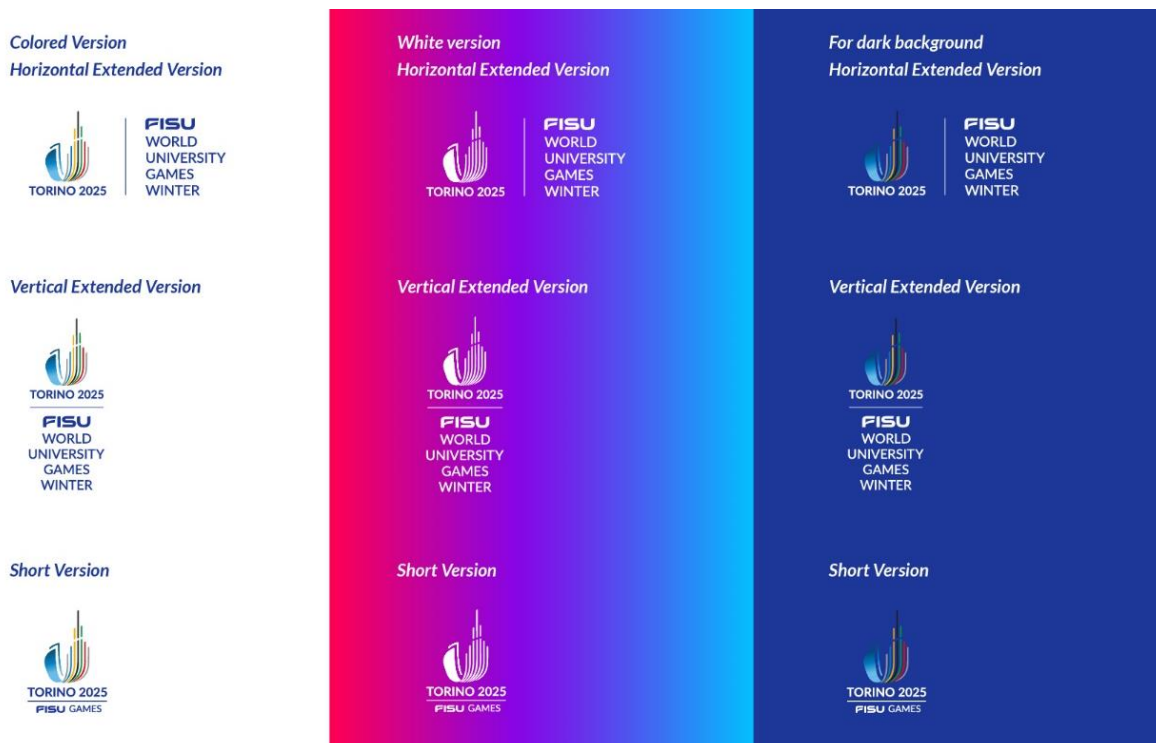 Colored Version
Horizontal Extended Version
TORINO 2025
FISU
WORLD
UNIVERSITY
GAMES
WINTER
Vertical Extended Version
TORINO 2025
FISU
WORLD
UNIVERSITY
GAMES
WINTER
Short Version
TORINO 2025
FISU GAMES
White version
Horizontal Extended Version
TORINO 2025
FISU
WORLD
UNIVERSITY
GAMES
WINTER
Vertical Extended Version
TORINO 2025
FISU
WORLD
UNIVERSITY
GAMES
WINTER
Short Version
TORINO 2025
FISU GAMES
For dark background
Horizontal Extended Version
TORINO 2025
FISU
WORLD
UNIVERSITY
GAMES
WINTER
Vertical Extended Version
TORINO 2025
FISU
WORLD
UNIVERSITY
GAMES
WINTER
Short Version
TORINO 2025
FISU GAMES